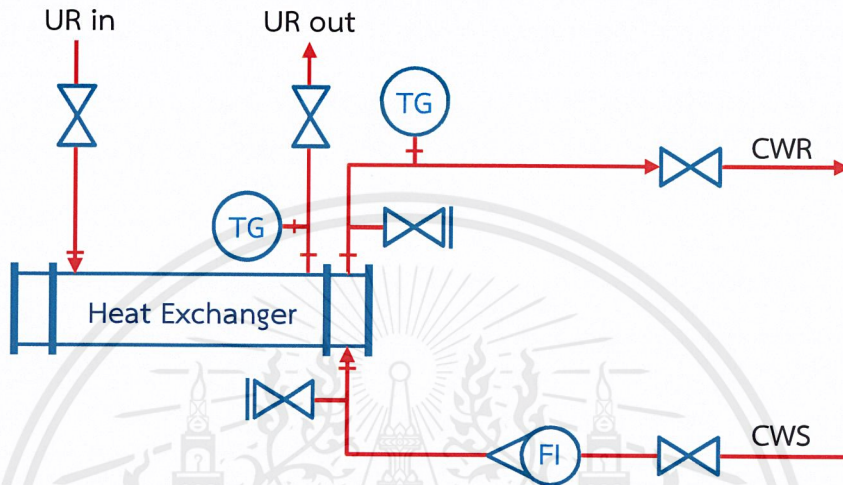 UR in
UR out
TG
CWR
TG
Heat Exchanger
FI
CWS